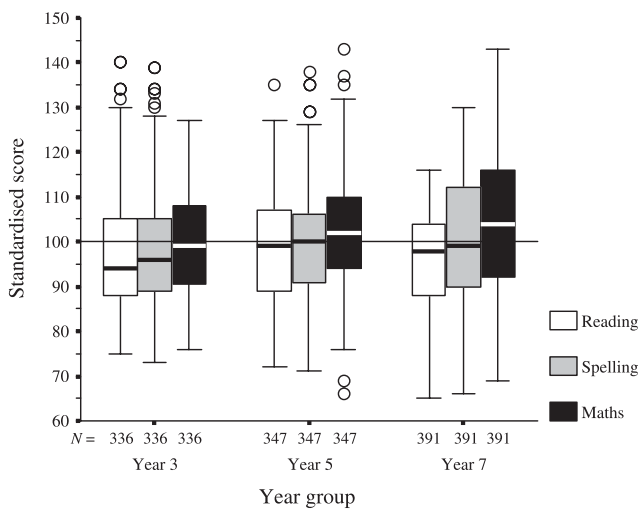 150
140
130
120
110
100
90
80
70
60
Standardised score
Reading
Spelling
Maths
N = 336 336 336 347 347 347 391 391 391
Year 3 Year 5 Year 7
Year group